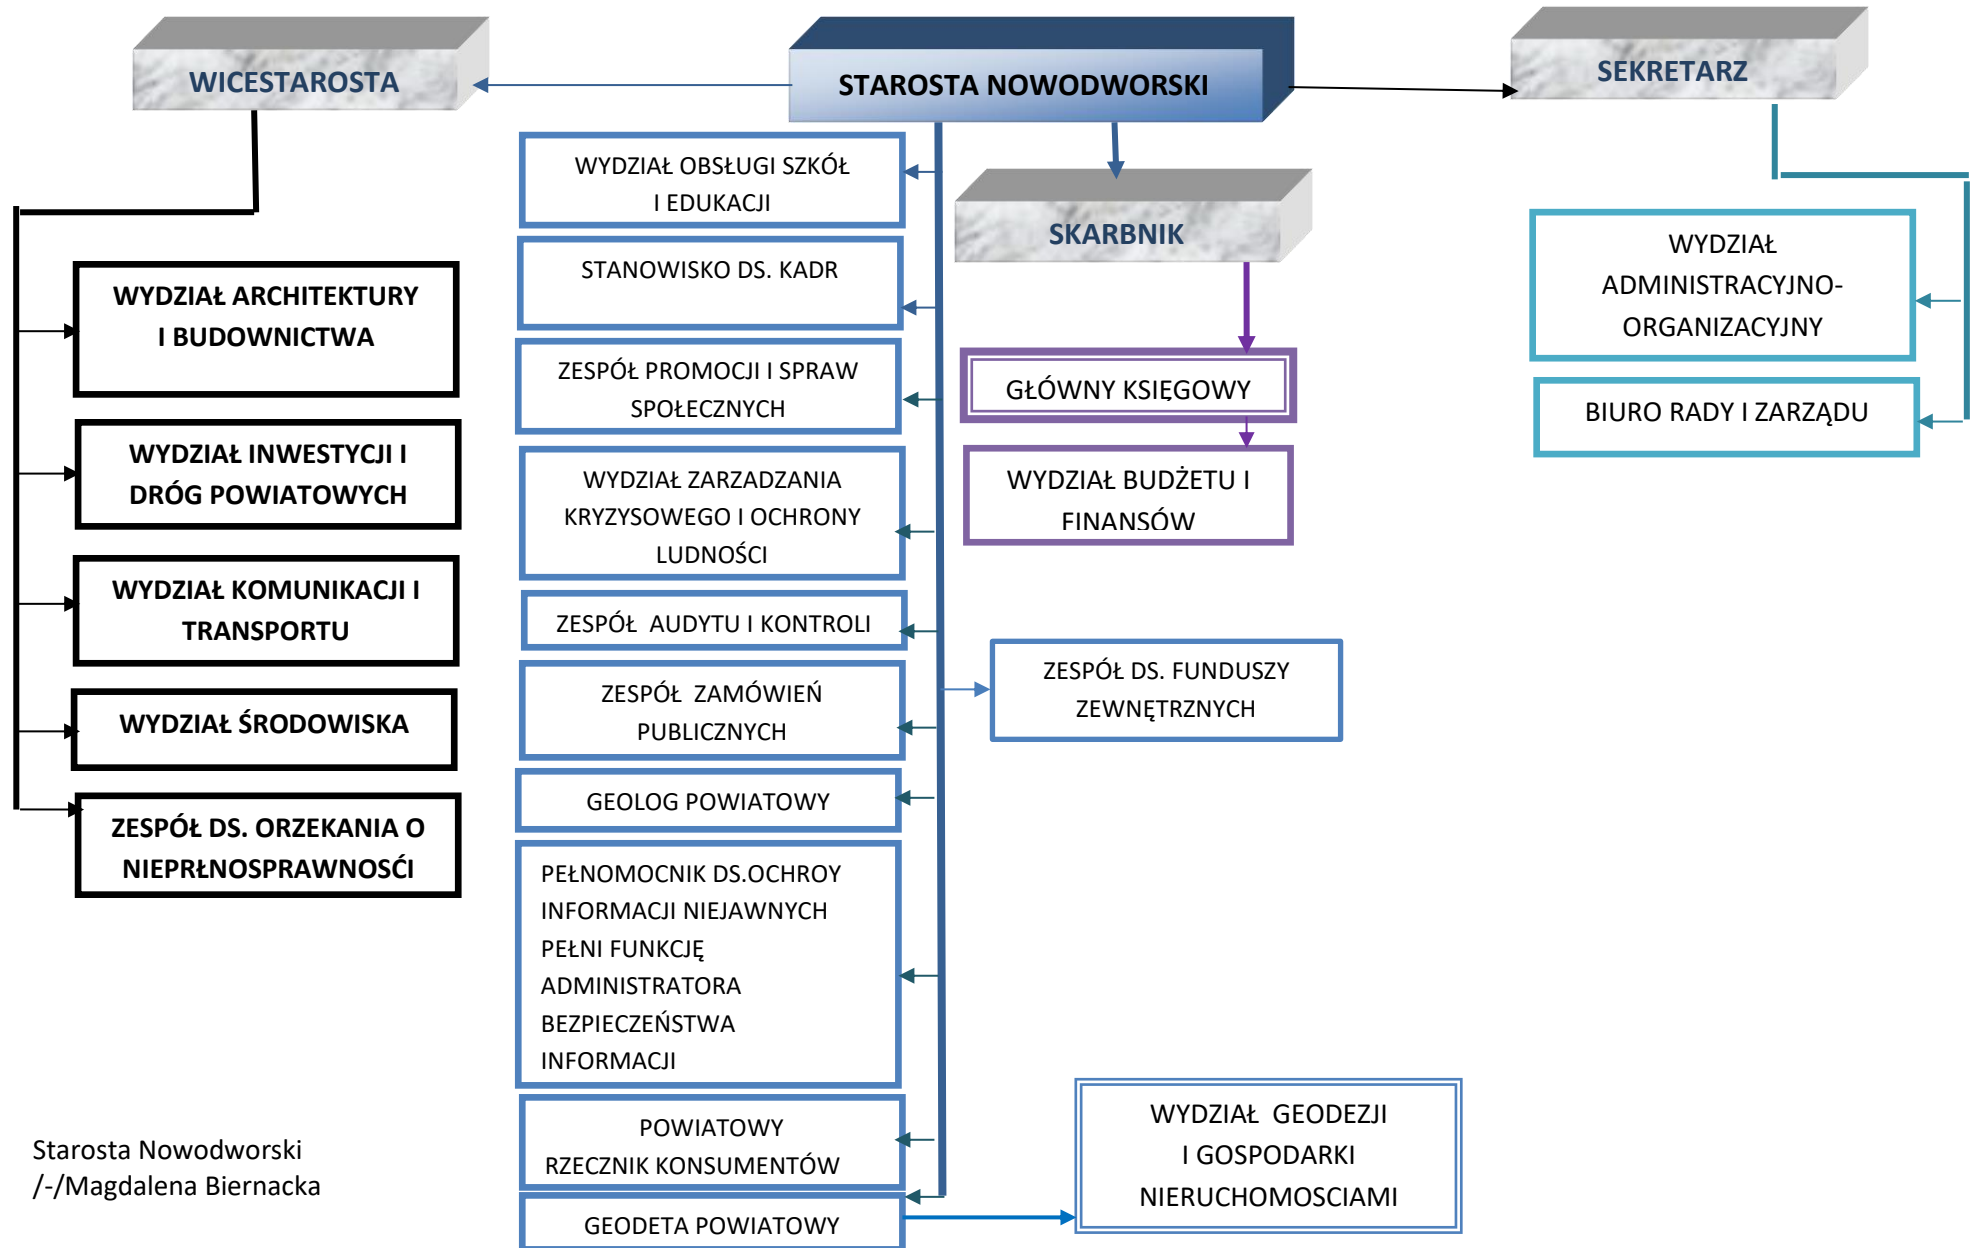 WICESTAROSTA
STAROSTA NOWODWORSKI
SEKRETARZ
WYDZIAŁ OBSŁUGI SZKÓŁ
I EDUKACJI
SKARBNIK
STANOWISKO DS. KADR
WYDZIAŁ
ADMINISTRACYJNO-
ORGANIZACYJNY
WYDZIAŁ ARCHITEKTURY
I BUDOWNICTWA
ZESPÓŁ PROMOCJI I SPRAW
SPOŁECZNYCH
GŁÓWNY KSIĘGOWY
BIURO RADY I ZARZĄDU
WYDZIAŁ INWESTYCJI I
DRÓG POWIATOWYCH
WYDZIAŁ ZARZADZANIA
KRYZYSOWEGO I OCHRONY
LUDNOŚCI
WYDZIAŁ BUDŻETU I
FINANSÓW
WYDZIAŁ KOMUNIKACJI I
TRANSPORTU
ZESPÓŁ  AUDYTU I KONTROLI
ZESPÓŁ  ZAMÓWIEŃ
PUBLICZNYCH
ZESPÓŁ DS. FUNDUSZY
ZEWNĘTRZNYCH
WYDZIAŁ ŚRODOWISKA
GEOLOG POWIATOWY
ZESPÓŁ DS. ORZEKANIA O
NIEPRŁNOSPRAWNOSĆI
PEŁNOMOCNIK DS.OCHROY
INFORMACJI NIEJAWNYCH
PEŁNI FUNKCJĘ
ADMINISTRATORA
BEZPIECZEŃSTWA
INFORMACJI
POWIATOWY
RZECZNIK KONSUMENTÓW
WYDZIAŁ  GEODEZJI
I GOSPODARKI
NIERUCHOMOSCIAMI
GEODETA POWIATOWY
Starosta Nowodworski
/-/Magdalena Biernacka